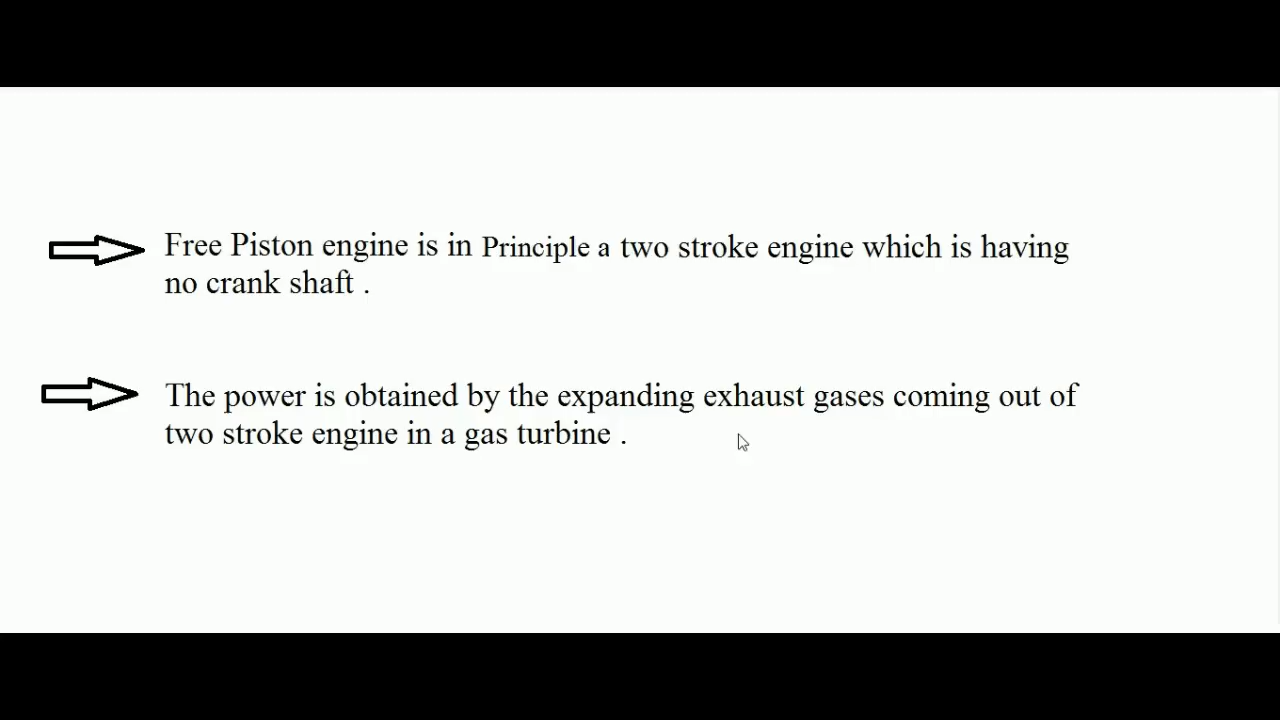 Free Piston engine is in Principle a two stroke engine which is having
no crank shaft .
The power is obtained by the expanding exhaust gases coming out of
two stroke engine in a gas turbine .